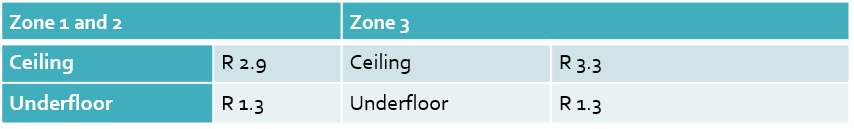 Zone 1 and 2 Zone 3
Ceiling R 2.9 Ceiling R 3.3
Underfloor R 1.3 Underfloor R 1.3